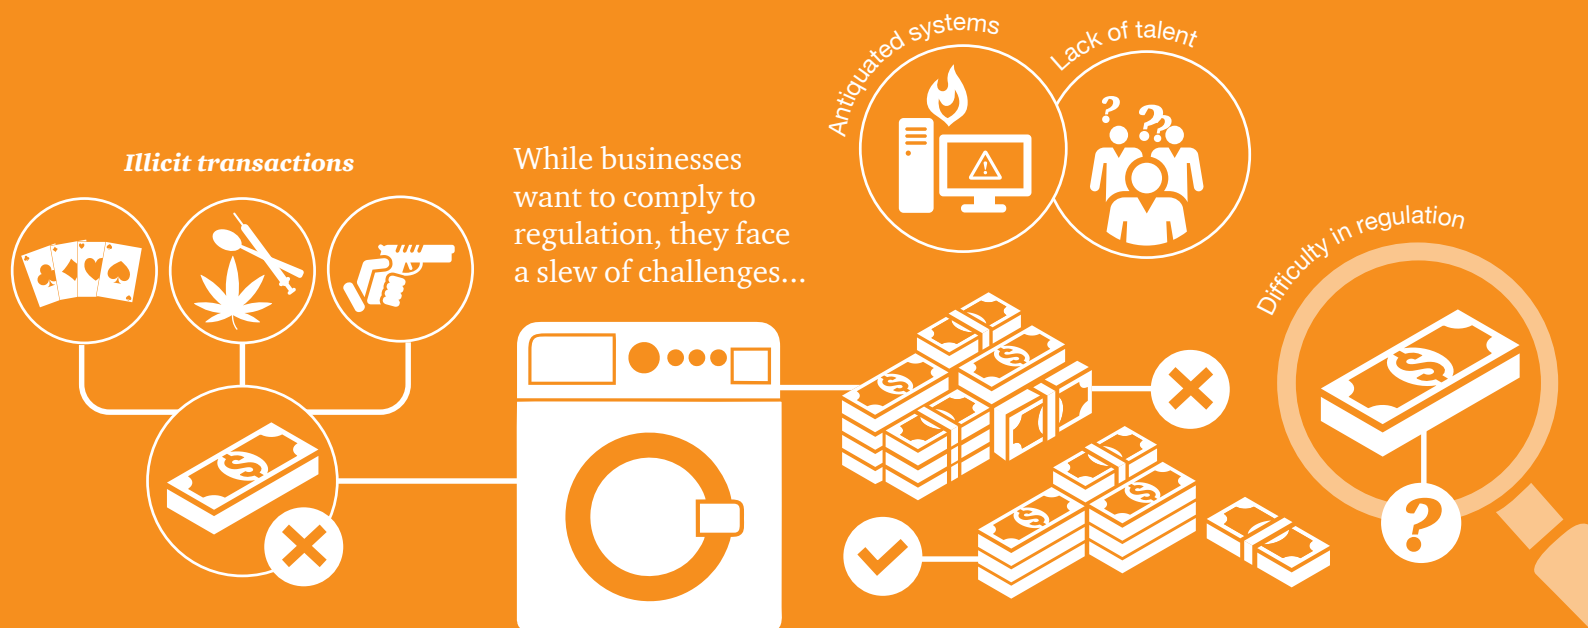 Illicit transactions
While businesses
want to comply to
regulation, they face
a slew of challenges...
Antiquated systems
Lack of talent
? ? ? ?
Difficulty in regulation
$
$
$
$
$
$
?